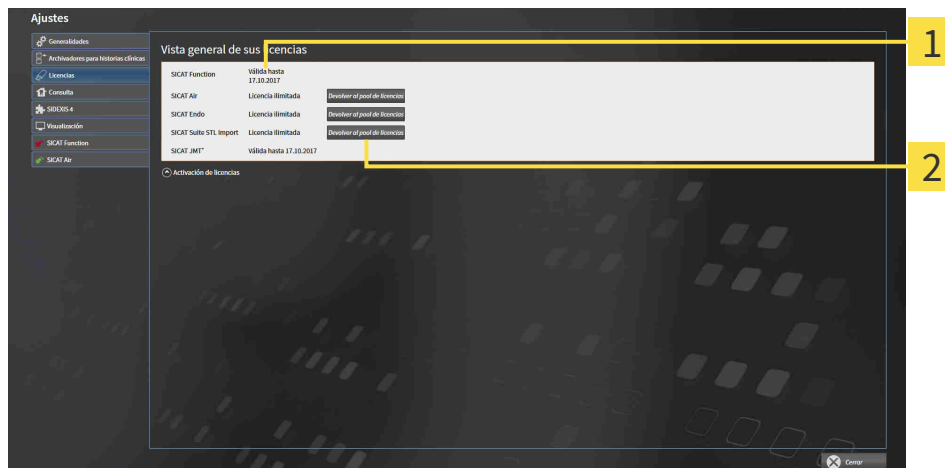 Ajustes
Generalidades
Archivadores para historias clínicas
Licencias
Consulta
SIDEXIS 4
Visualización
SICAT Function
SICAT Air
Vista general de sus licencias
SICAT Function Válida hasta
17.10.2017
SICAT Air Licencia ilimitada Devolver al pool de licencias
SICAT Endo Licencia ilimitada Devolver al pool de licencias
SICAT Suite STL Import Licencia ilimitada Devolver al pool de licencias
SICAT JMT+ Válida hasta 17.10.2017
Activación de licencias
Cerrar
1
2